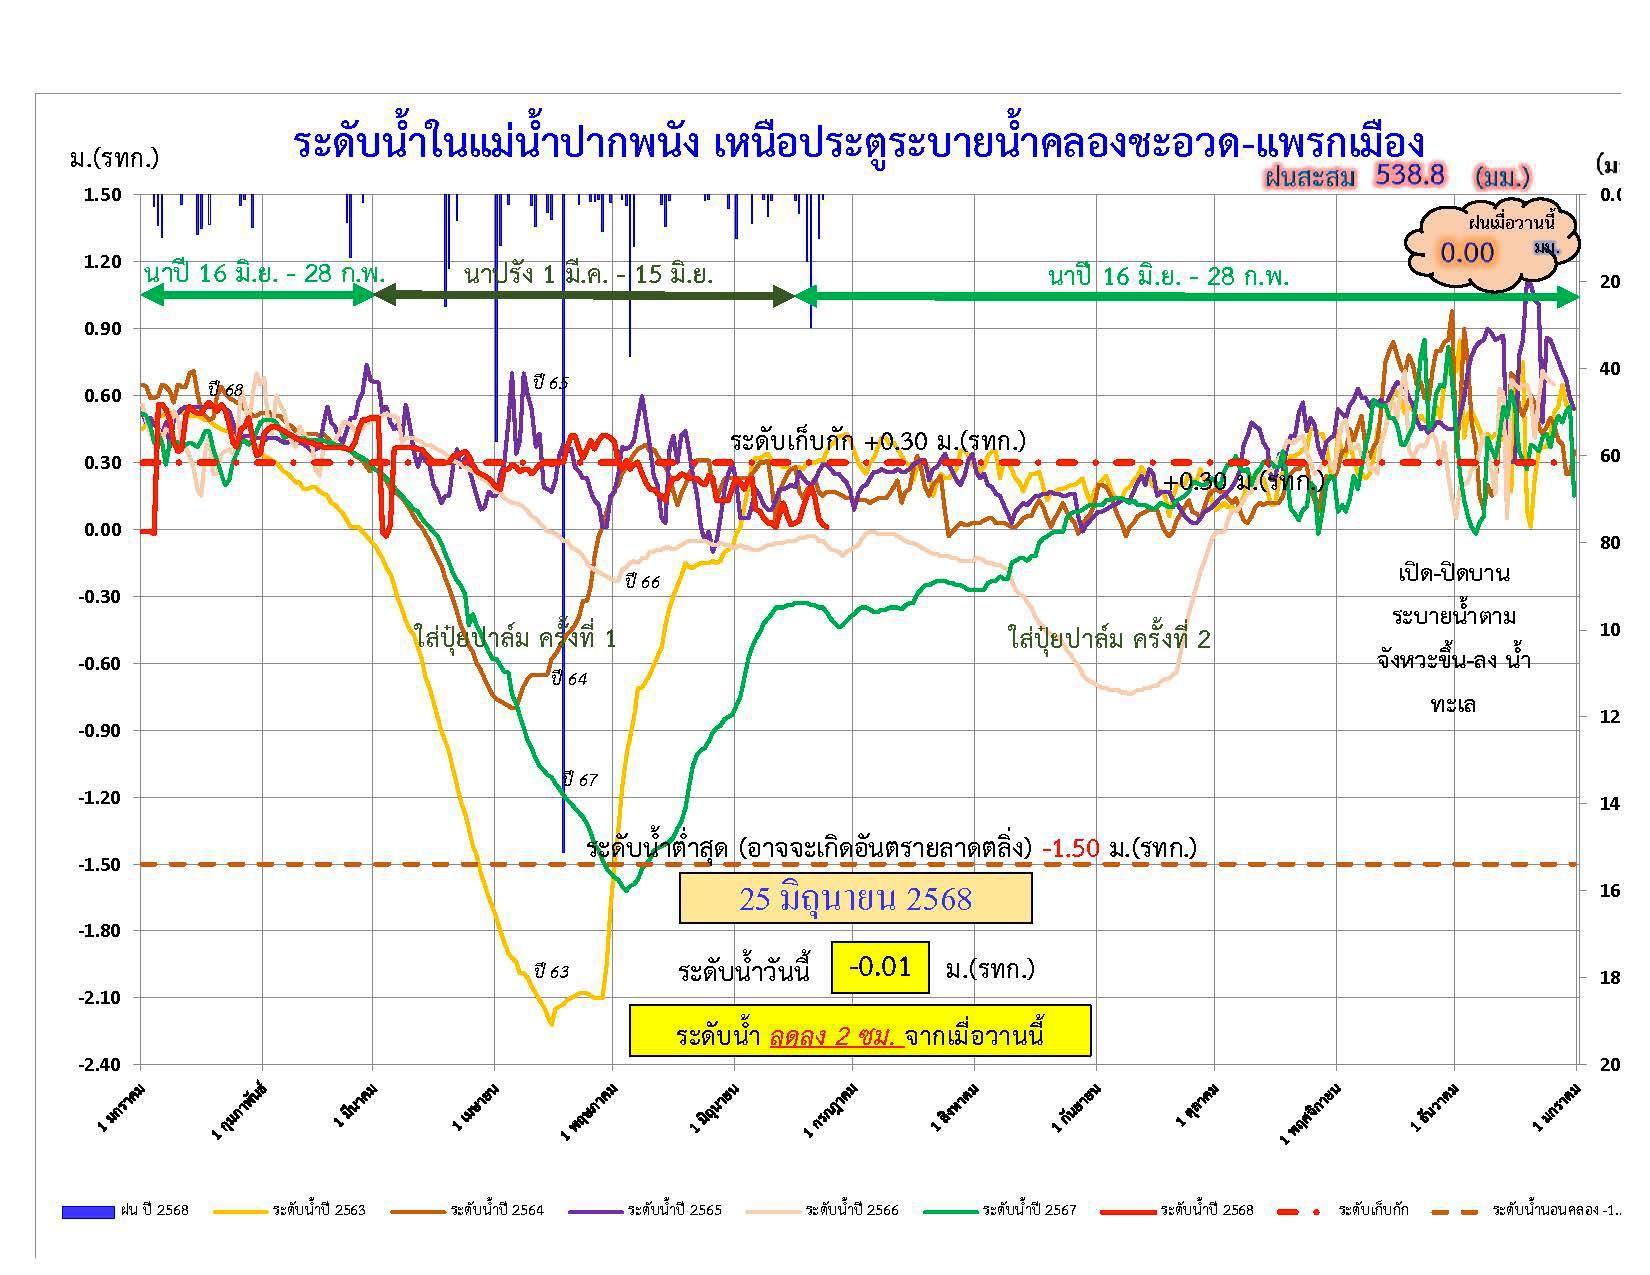 ระดับน้ำในแม่น้ำปากพนัง เหนือประตูระบายน้ำคลองชะอวด-แพรกเมือง
ม.(รทก.)
(ม
ฝนสะสม 538.8 (มม.)
ฝนเมื่อวานนี้
0.00 มม.
1.50
1.20
0.90
0.60
0.30
0.00
-0.30
-0.60
-0.90
-1.20
-1.50
-1.80
-2.10
-2.40
0.0
20
40
60
80
10
12
14
16
18
20
นาปี 16 มิ.ย. - 28 ก.พ.
นาปรัง 1 มี.ค. - 15 มิ.ย.
นาปี 16 มิ.ย. - 28 ก.พ.
ปี 68
ปี 65
ระดับเก็บกัก +0.30 ม.(รทก.)
+0.30 ม.(รทก.)
ปี 66
ใส่ปุ๋ยปาล์ม ครั้งที่ 1
ใส่ปุ๋ยปาล์ม ครั้งที่ 2
เปิด-ปิดบาน
ระบายน้ำตาม
จังหวะขึ้น-ลง น้ำ
ทะเล
ปี 64
ปี 67
ระดับน้ำต่ำสุด (อาจจะเกิดอันตรายลาดตลิ่ง) -1.50 ม.(รทก.)
25 มิถุนายน 2568
ปี 63
ระดับน้ำวันนี้ -0.01 ม.(รทก.)
ระดับน้ำ ลดลง 2 ซม. จากเมื่อวานนี้
1 มกราคม
1 กุมภาพันธ์
1 มีนาคม
1 เมษายน
1 พฤษภาคม
1 มิถุนายน
1 กรกฎาคม
1 สิงหาคม
1 กันยายน
1 ตุลาคม
1 พฤศจิกายน
1 ธันวาคม
1 มกราคม
ฝน ปี 2568
ระดับน้ำปี 2563
ระดับน้ำปี 2564
ระดับน้ำปี 2565
ระดับน้ำปี 2566
ระดับน้ำปี 2567
ระดับน้ำปี 2568
ระดับเก็บกัก
ระดับน้ำนอนคลอง -1..